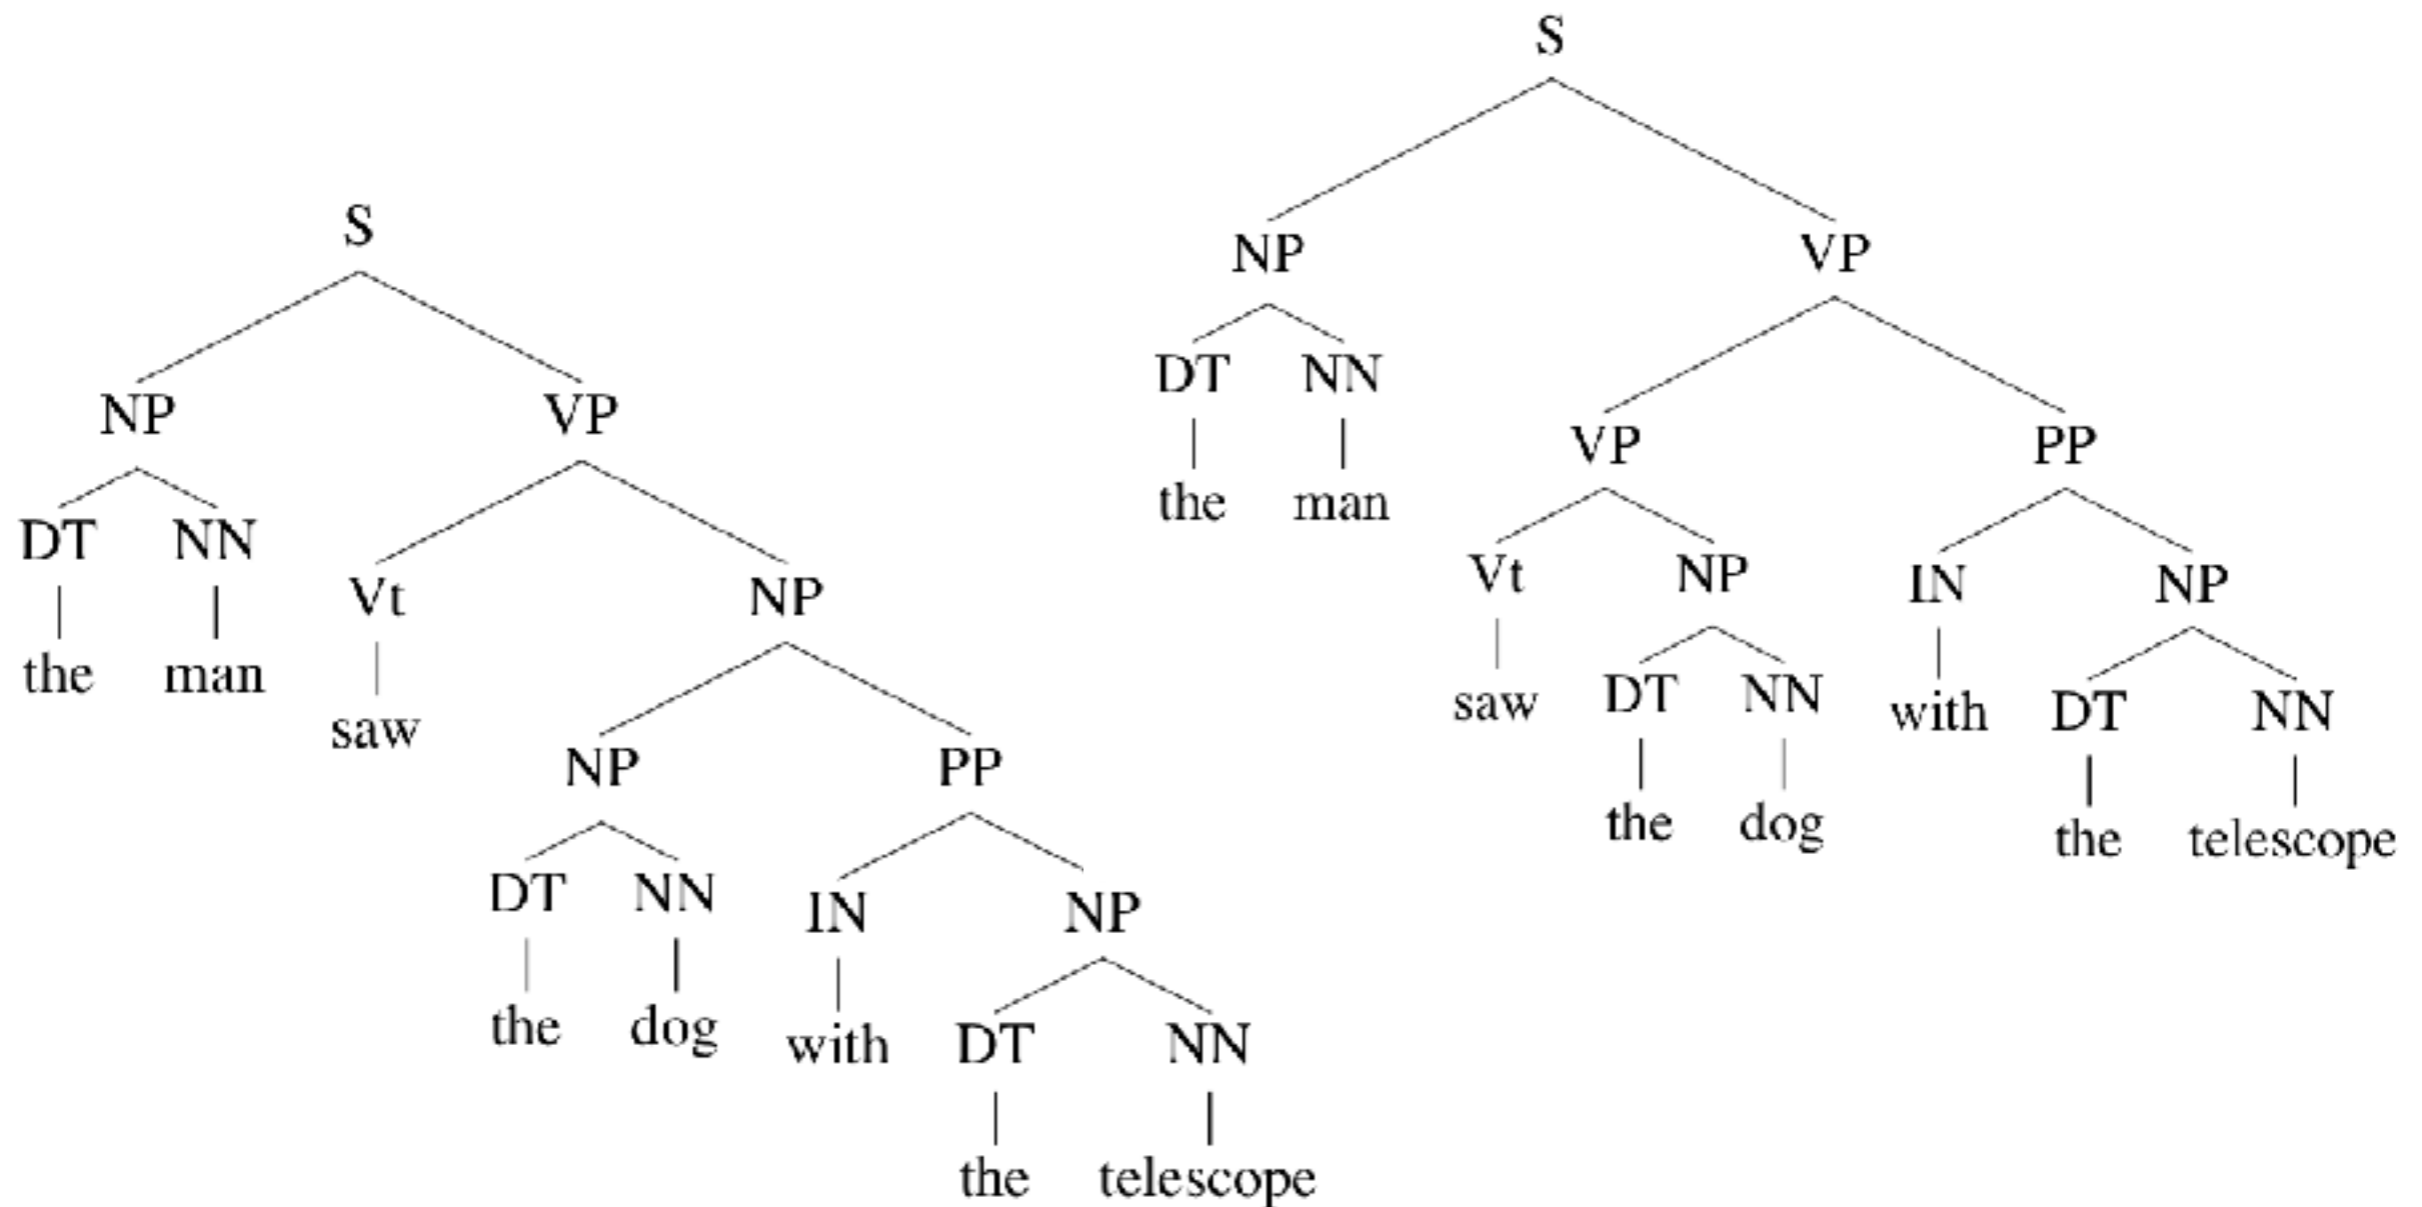 S
NP VP
DT NN Vt NP
the man saw NP PP
DT NN IN NP
the dog with DT NN
the telescope
S
NP VP
DT NN VP PP
the man Vt NP IN NP
saw DT NN with DT NN
the dog the telescope